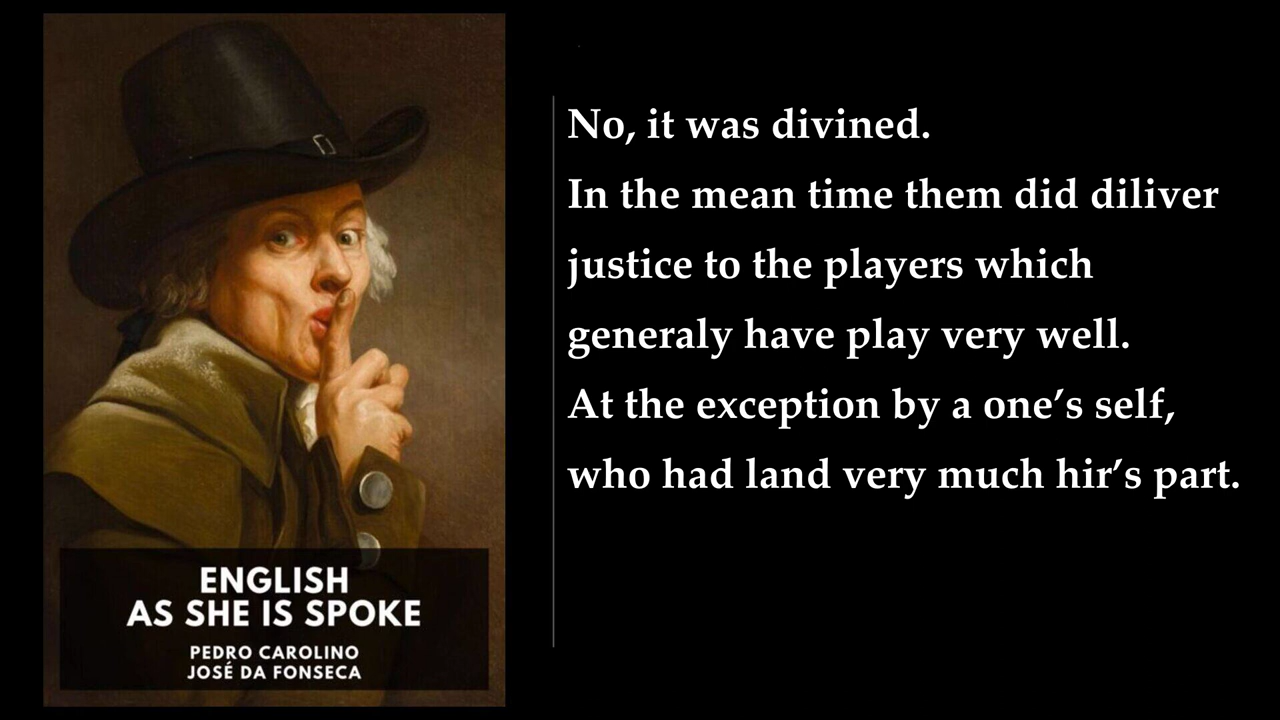 No, it was divined.
In the mean time them did diliver
justice to the players which
generaly have play very well.
At the exception by a one’s self,
who had land very much hir’s part.
ENGLISH
AS SHE IS SPOKE
PEDRO CAROLINO
JOSÉ DA FONSECA